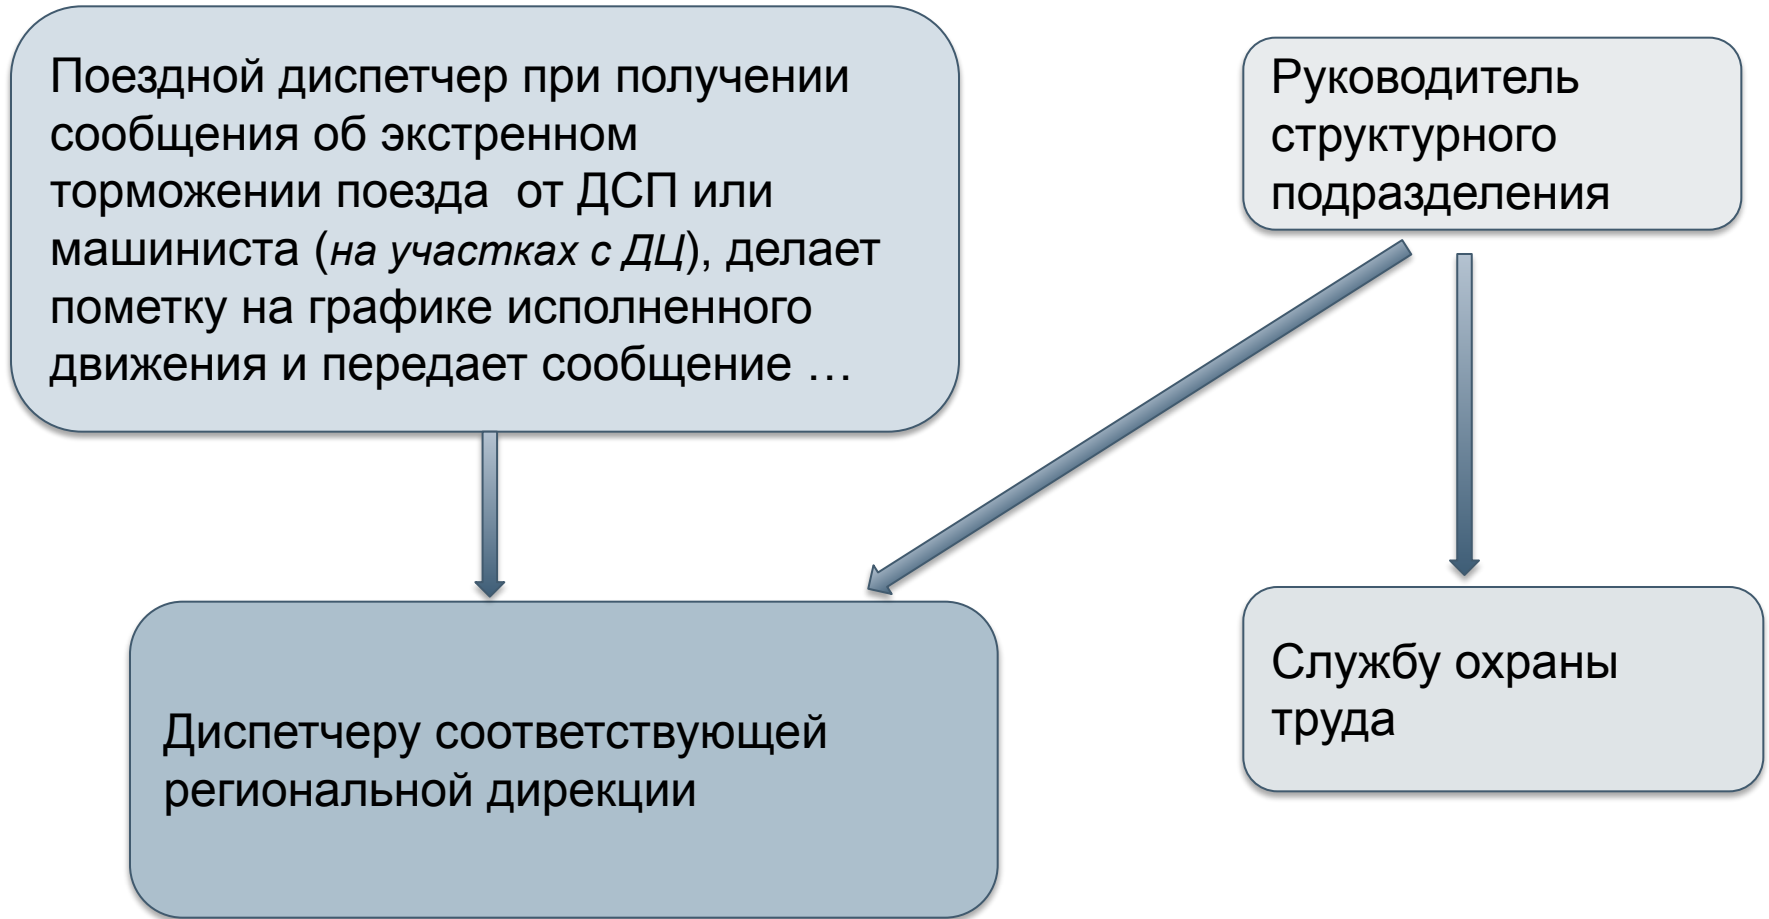 Поездной диспетчер при получении
сообщения об экстренном
торможении поезда  от ДСП или
машиниста (на участках с ДЦ), делает
пометку на графике исполненного
движения и передает сообщение …
Руководитель
структурного
подразделения
Диспетчеру соответствующей
региональной дирекции
Службу охраны
труда